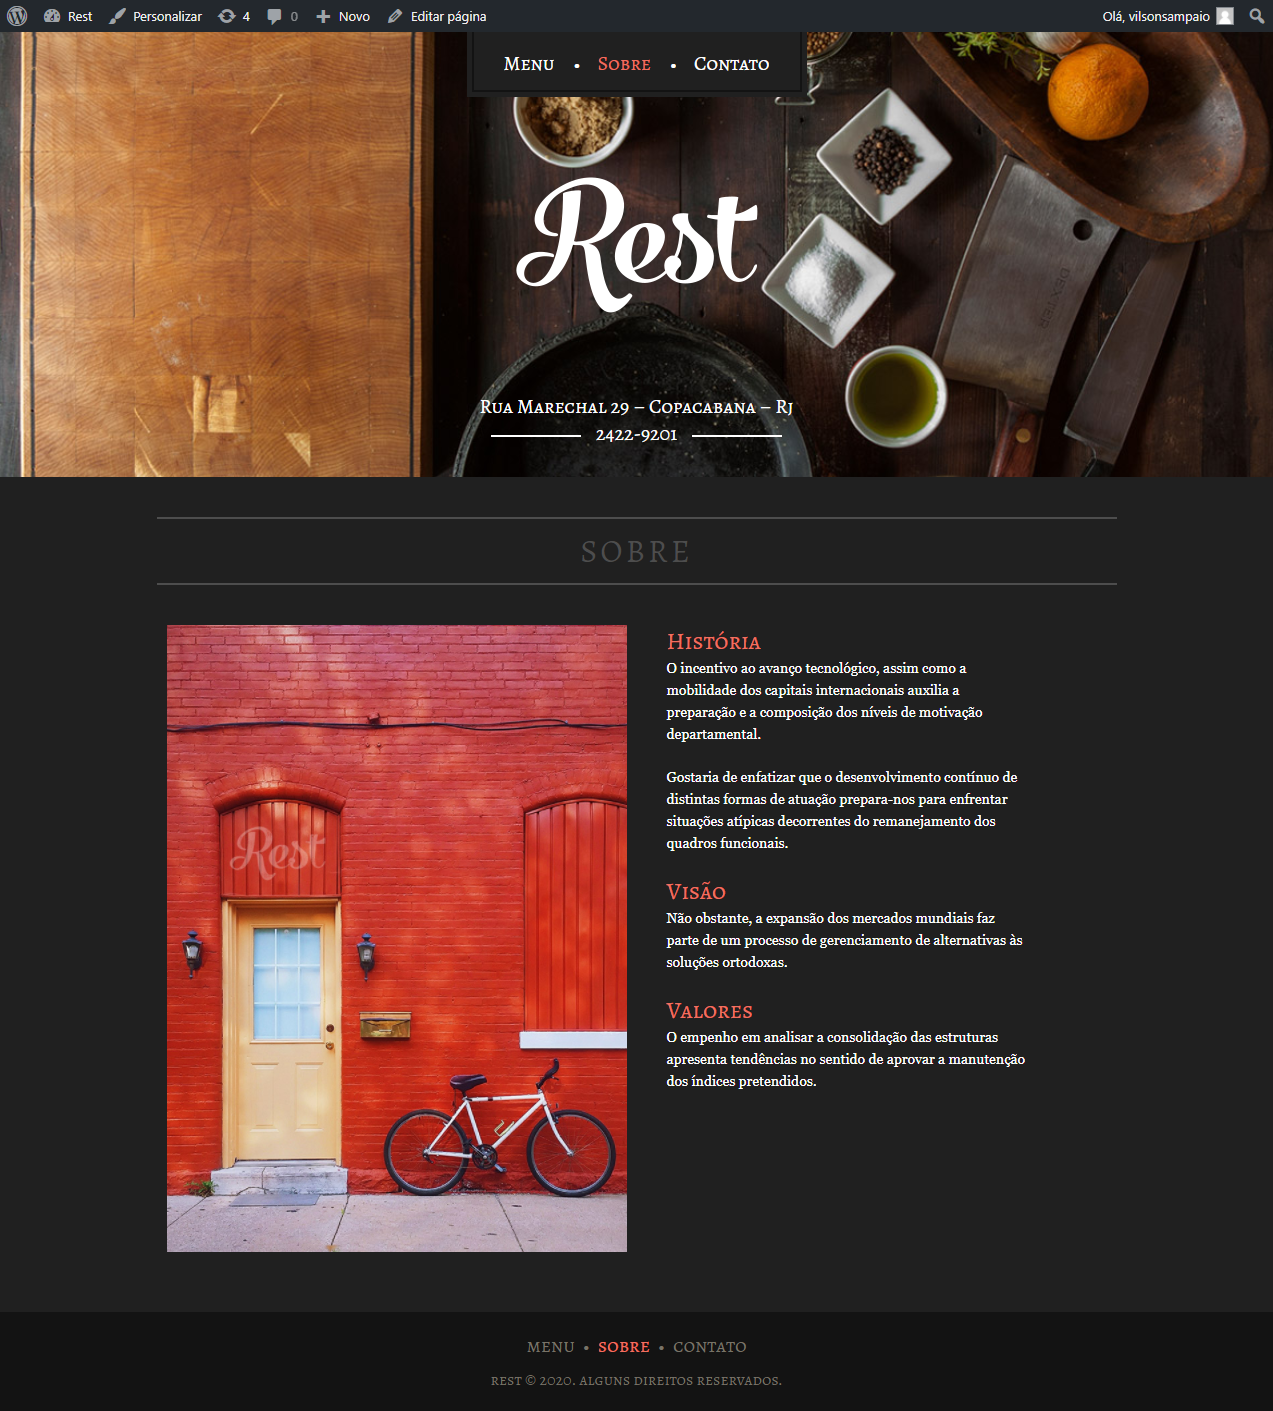 Rest Personalizar 4 0 Novo Editar página Olá, vilsonsampaio
Menu • Sobre • Contato
Rest
Rua Marechal 29 – Copacabana – Rj
2422-9201
SOBRE
História
O incentivo ao avanço tecnológico, assim como a
mobilidade dos capitais internacionais auxilia a
preparação e a composição dos níveis de motivação
departamental.
Gostaria de enfatizar que o desenvolvimento contínuo de
distintas formas de atuação prepara-nos para enfrentar
situações atípicas decorrentes do remanejamento dos
quadros funcionais.
Rest
Visão
Não obstante, a expansão dos mercados mundiais faz
parte de um processo de gerenciamento de alternativas às
soluções ortodoxas.
Valores
O empenho em analisar a consolidação das estruturas
apresenta tendências no sentido de aprovar a manutenção
dos índices pretendidos.
MENU • SOBRE • CONTATO
REST © 2020. ALGUNS DIREITOS RESERVADOS.